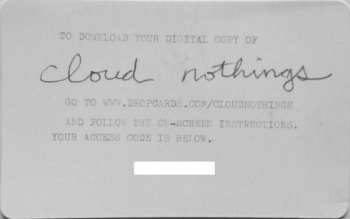 TO DOWNLOAD YOUR DIGITAL COPY OF
cloud nothings
GO TO WWW.DROPCARDS.COM/CLOUDNOTHINGS
AND FOLLOW THE ON-SCREEN INSTRUCTIONS.
YOUR ACCESS CODE IS BELOW.